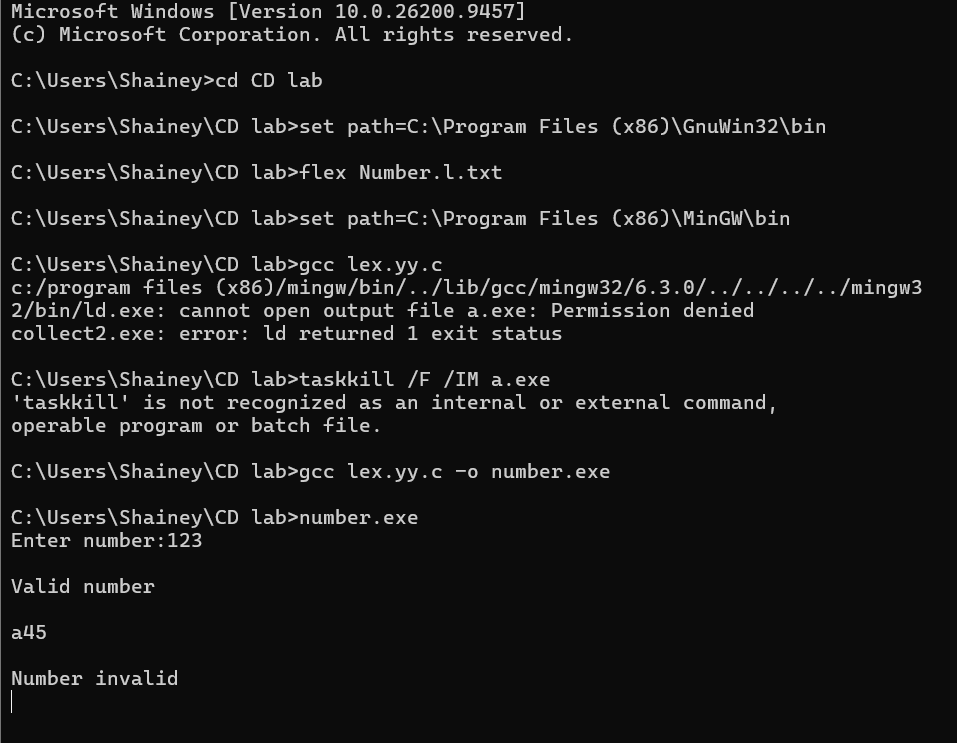 Microsoft Windows [Version 10.0.26200.9457]
(c) Microsoft Corporation. All rights reserved.
C:\Users\Shainey>cd CD lab
C:\Users\Shainey\CD lab>set path=C:\Program Files (x86)\GnuWin32\bin
C:\Users\Shainey\CD lab>flex Number.l.txt
C:\Users\Shainey\CD lab>set path=C:\Program Files (x86)\MinGW\bin
C:\Users\Shainey\CD lab>gcc lex.yy.c
c:/program files (x86)/mingw/bin/../lib/gcc/mingw32/6.3.0/../../../../mingw3
2/bin/ld.exe: cannot open output file a.exe: Permission denied
collect2.exe: error: ld returned 1 exit status
C:\Users\Shainey\CD lab>taskkill /F /IM a.exe
'taskkill' is not recognized as an internal or external command,
operable program or batch file.
C:\Users\Shainey\CD lab>gcc lex.yy.c -o number.exe
C:\Users\Shainey\CD lab>number.exe
Enter number:123
Valid number
a45
Number invalid